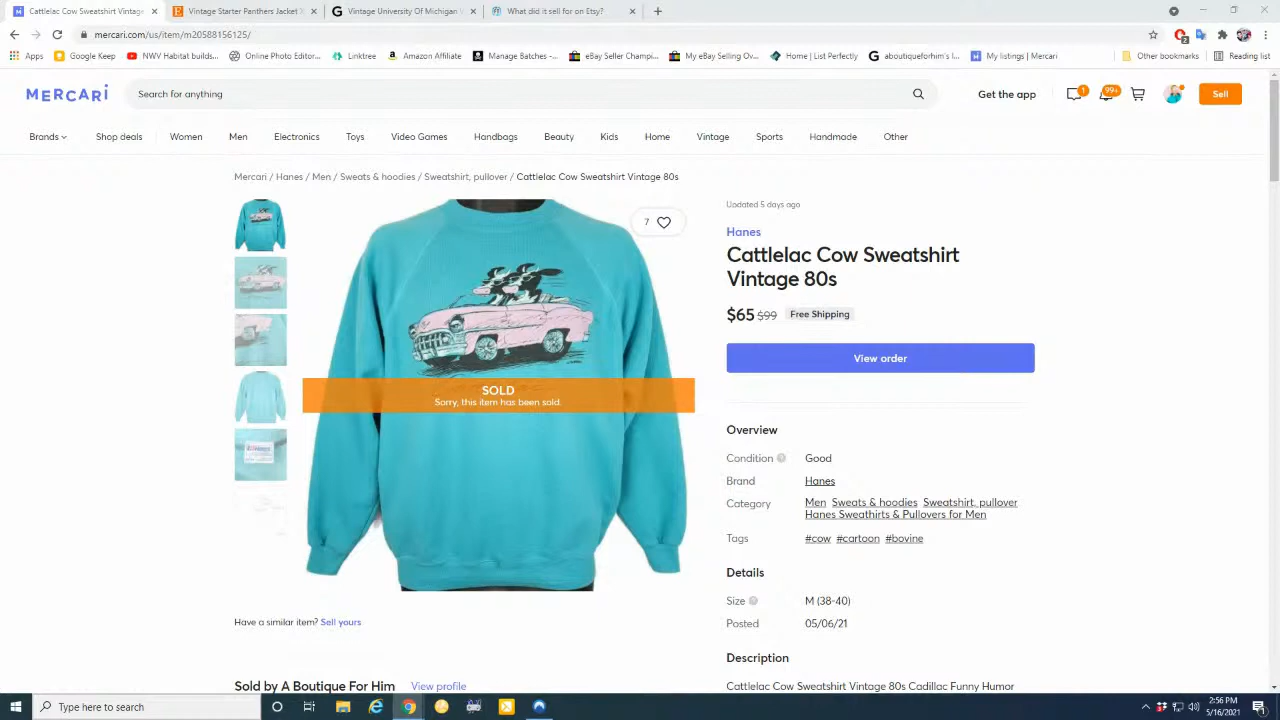 Cattlelac Cow Sweatshirt Vintag
Vintage Starter Panthers Jacket
Vintage University Of Michigan V
What did it sell for on Etsy?
mercari.com/us/item/m20588156125/
Apps
Google Keep
NWV Habitat builds...
Online Photo Editor...
Linktree
Amazon Affiliate
Manage Batches -...
eBay Seller Champi...
My eBay Selling Ov...
Home | List Perfectly
aboutiqueforhim's l...
My listings | Mercari
Other bookmarks
Reading list
MERCARI
Search for anything
Get the app
1
99+
Sell
Brands
Shop deals
Women
Men
Electronics
Toys
Video Games
Handbags
Beauty
Kids
Home
Vintage
Sports
Handmade
Other
Mercari / Hanes / Men / Sweats & hoodies / Sweatshirt, pullover / Cattlelac Cow Sweatshirt Vintage 80s
7
SOLD
Sorry, this item has been sold.
Have a similar item? Sell yours
Sold by A Boutique For Him
View profile
Updated 5 days ago
Hanes
Cattlelac Cow Sweatshirt
Vintage 80s
$65 $99 Free Shipping
View order
Overview
Condition Good
Brand Hanes
Category Men Sweats & hoodies Sweatshirt, pullover
Hanes Sweathirts & Pullovers for Men
Tags #cow #cartoon #bovine
Details
Size M (38-40)
Posted 05/06/21
Description
Cattlelac Cow Sweatshirt Vintage 80s Cadillac Funny Humor
Type here to search
2:56 PM
5/16/2021